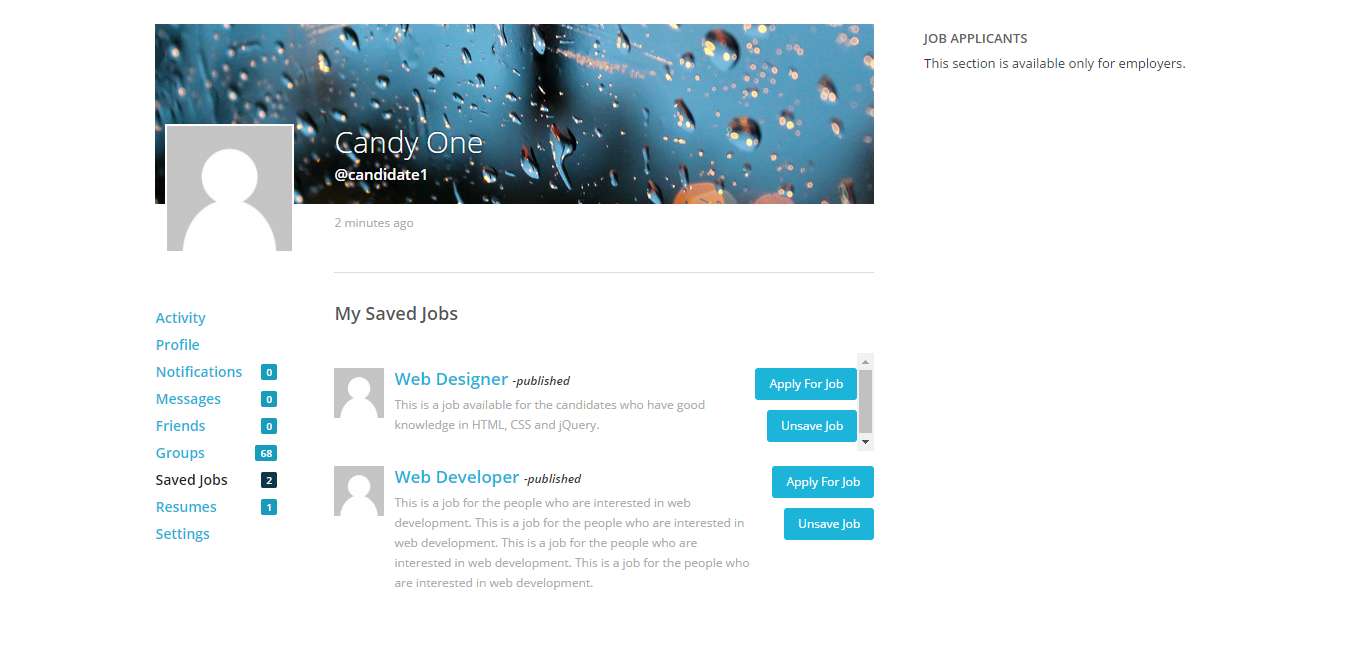 Candy One
@candidate1
2 minutes ago
JOB APPLICANTS
This section is available only for employers.
Activity
Profile
Notifications 0
Messages 0
Friends 0
Groups 68
Saved Jobs 2
Resumes 1
Settings
My Saved Jobs
Web Designer -published
This is a job available for the candidates who have good
knowledge in HTML, CSS and jQuery.
Apply For Job
Unsave Job
Web Developer -published
This is a job for the people who are interested in web
development. This is a job for the people who are interested in
web development. This is a job for the people who are
interested in web development. This is a job for the people who
are interested in web development.
Apply For Job
Unsave Job